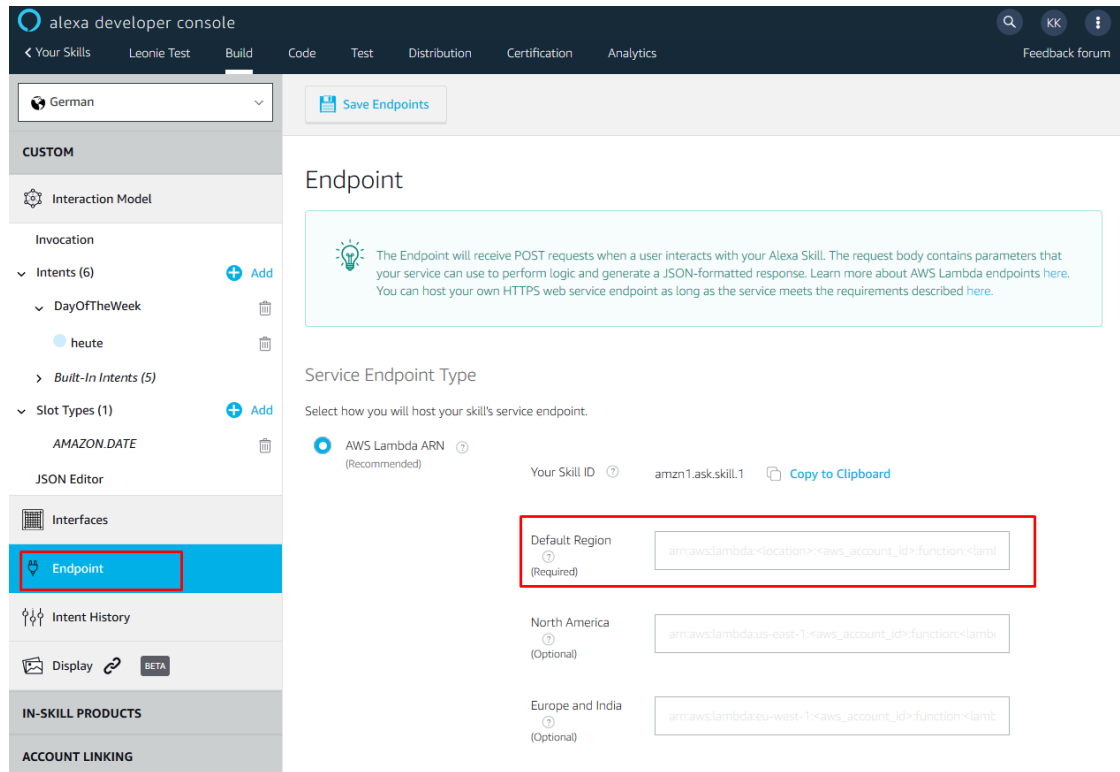 alexa developer console
KK
Your Skills Leonie Test Build Code Test Distribution Certification Analytics Feedback forum
German
Save Endpoints
CUSTOM
Interaction Model
Invocation
Intents (6) Add
DayOfTheWeek
heute
Built-In Intents (5)
Slot Types (1) Add
AMAZON.DATE
JSON Editor
Interfaces
Endpoint
Intent History
Display BETA
IN-SKILL PRODUCTS
ACCOUNT LINKING
Endpoint
The Endpoint will receive POST requests when a user interacts with your Alexa Skill. The request body contains parameters that
your service can use to perform logic and generate a JSON-formatted response. Learn more about AWS Lambda endpoints here.
You can host your own HTTPS web service endpoint as long as the service meets the requirements described here.
Service Endpoint Type
Select how you will host your skill's service endpoint.
AWS Lambda ARN ?
(Recommended)
Your Skill ID ? amzn1.ask.skill.1 Copy to Clipboard
Default Region
?
(Required)
arn:aws:lambda:<location>:<aws_account_id>:function:<laml
North America
?
(Optional)
arn:aws:lambda:us-east-1:<aws_account_id>:function:<lamb
Europe and India
?
(Optional)
arn:aws:lambda:eu-west-1:<aws_account_id>:function:<lamb